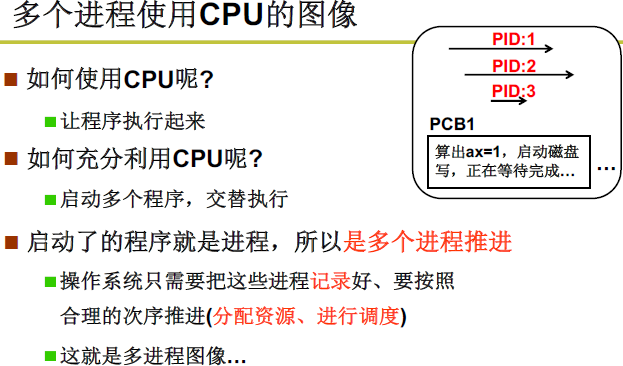 多个进程使用CPU的图像
如何使用CPU呢?
让程序执行起来
如何充分利用CPU呢?
启动多个程序，交替执行
启动了的程序就是进程，所以是多个进程推进
操作系统只需要把这些进程记录好、要按照
合理的次序推进(分配资源、进行调度)
这就是多进程图像…
PID:1
PID:2
PID:3
PCB1
算出ax=1，启动磁盘
写，正在等待完成…
…